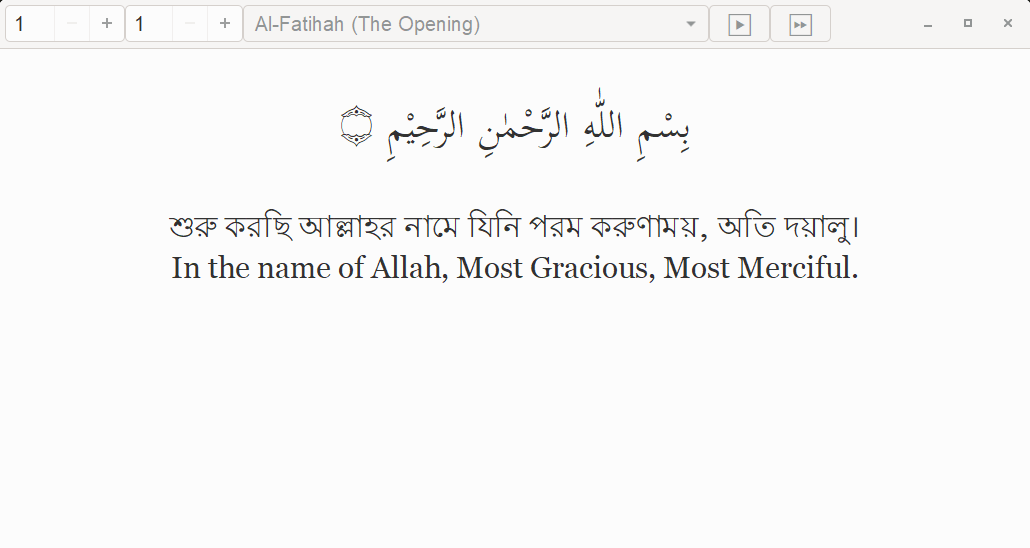 1 − + 1 − + Al-Fatihah (The Opening)
بِسْمِ اللّٰهِ الرَّحْمٰنِ الرَّحِيْمِ ۝
শুরু করছি আল্লাহর নামে যিনি পরম করুণাময়, অতি দয়ালু।
In the name of Allah, Most Gracious, Most Merciful.